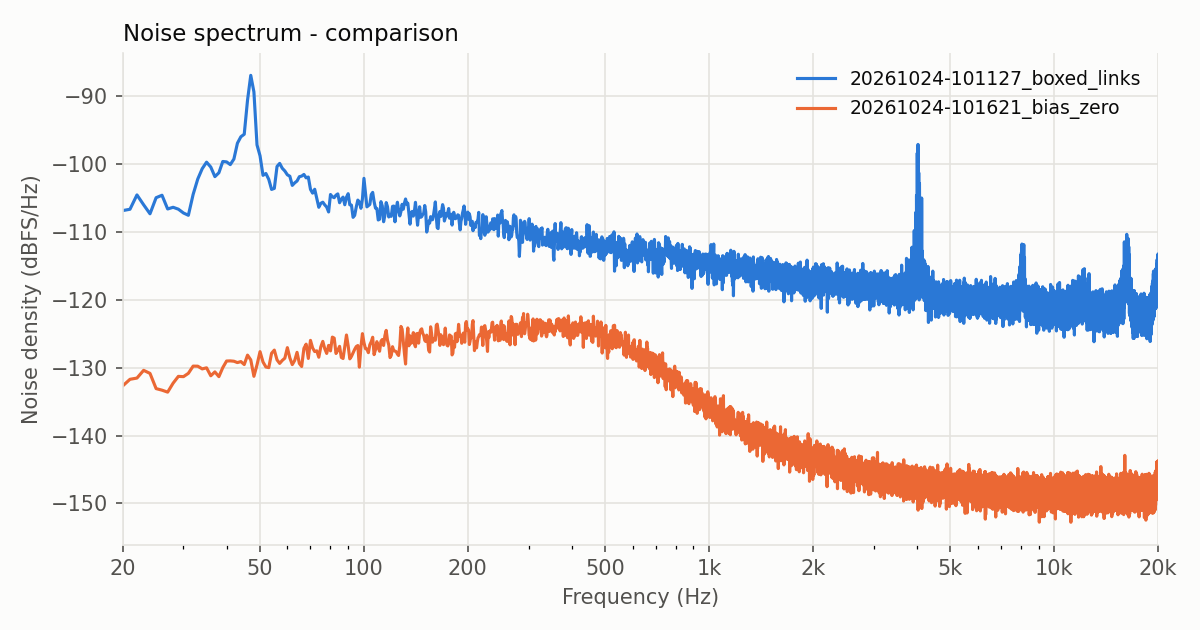 Noise spectrum - comparison
20261024-101127_boxed_links
20261024-101621_bias_zero
Noise density (dBFS/Hz)
−90
−100
−110
−120
−130
−140
−150
20 50 100 200 500 1k 2k 5k 10k 20k
Frequency (Hz)